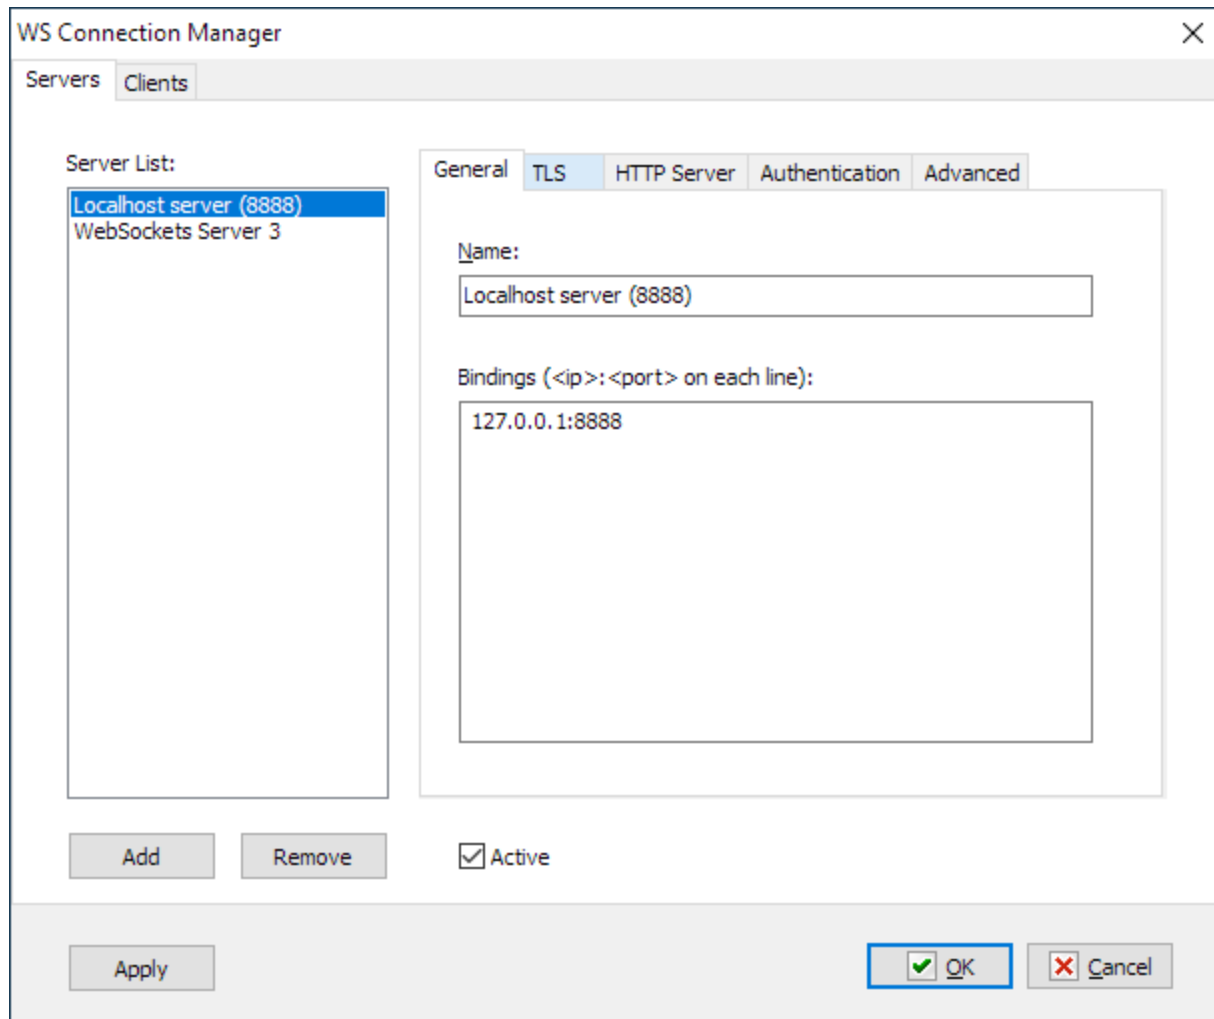 WS Connection Manager
Servers
Clients
Server List:
Localhost server (8888)
WebSockets Server 3
General
TLS
HTTP Server
Authentication
Advanced
Name:
Localhost server (8888)
Bindings (<ip>:<port> on each line):
127.0.0.1:8888
Add
Remove
Active
Apply
OK
Cancel